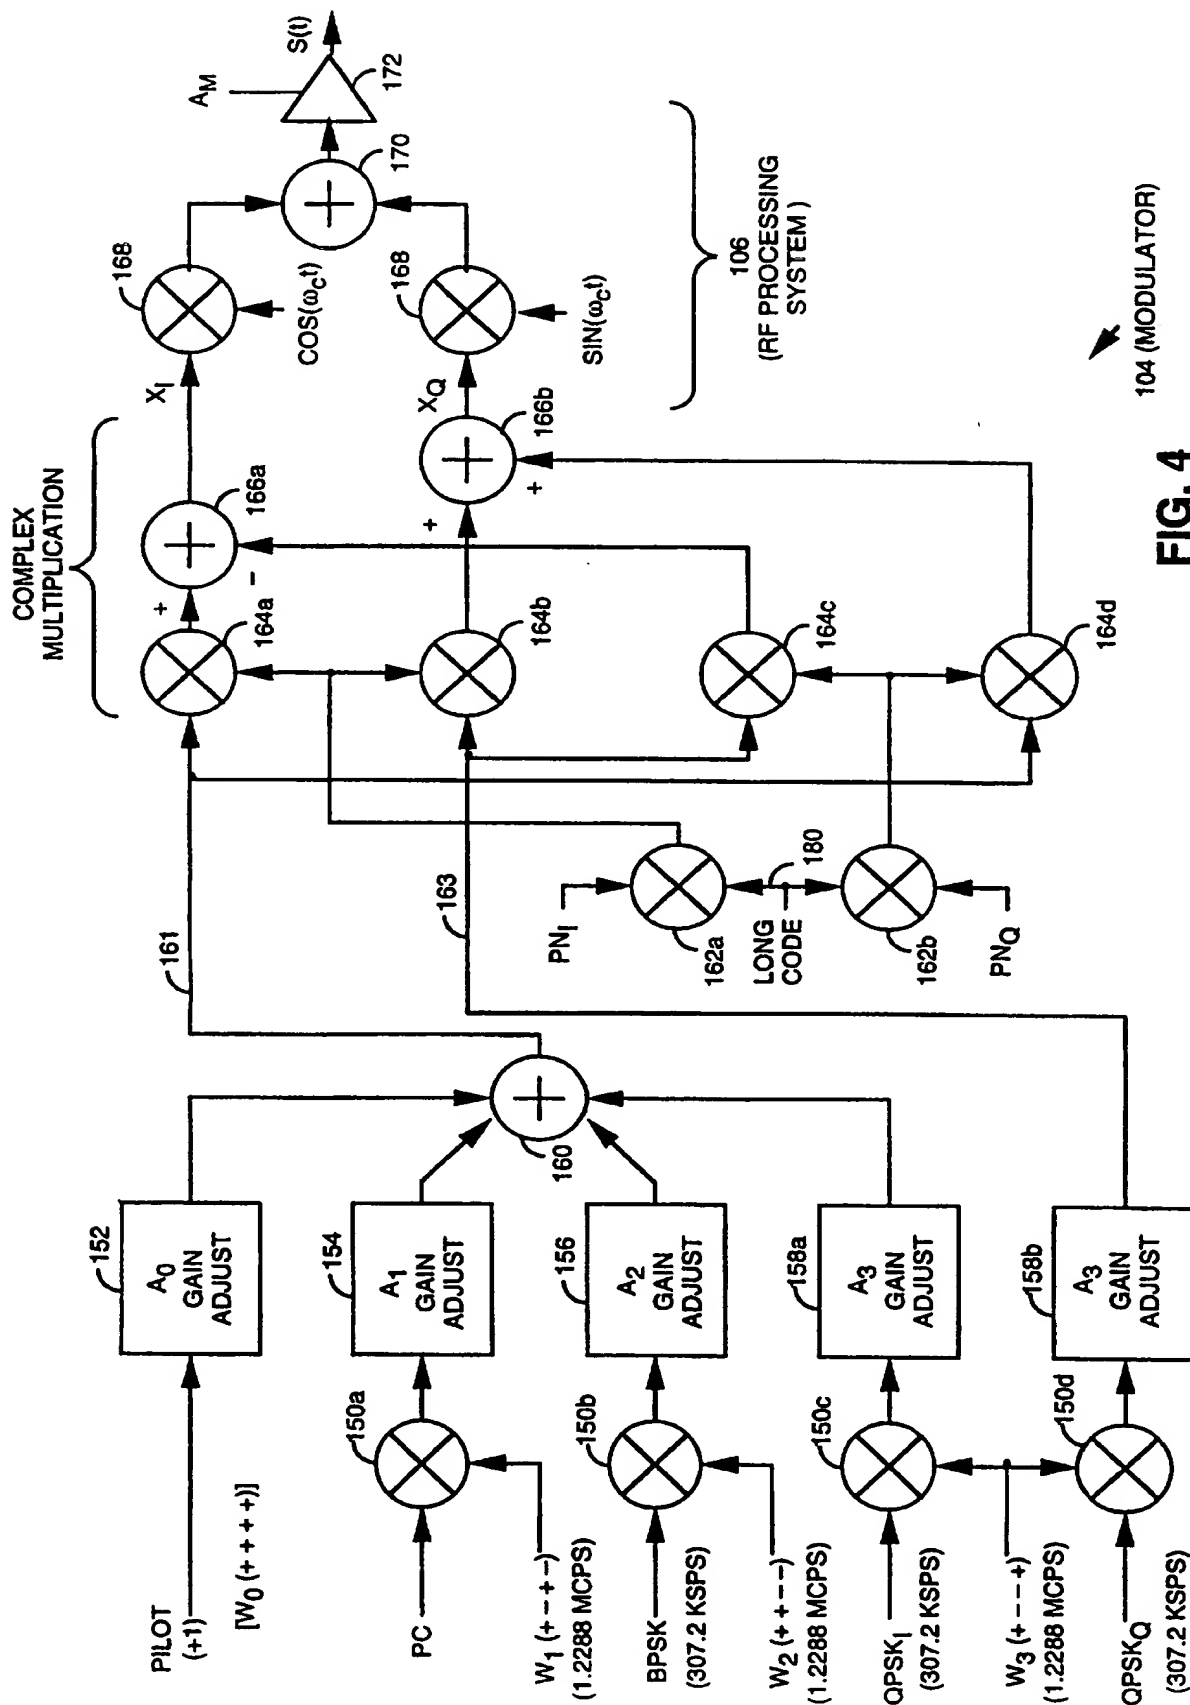 PILOT
(+1)
[W0 (+ + + +)]
152
A0
GAIN
ADJUST
PC
150a
W1 (+ − + −)
(1.2288 MCPS)
154
A1
GAIN
ADJUST
BPSK
(307.2 KSPS)
150b
W2 (+ + − −)
(1.2288 MCPS)
156
A2
GAIN
ADJUST
QPSKI
(307.2 KSPS)
150c
W3 (+ − − +)
(1.2288 MCPS)
158a
A3
GAIN
ADJUST
QPSKQ
(307.2 KSPS)
150d
158b
A3
GAIN
ADJUST
160
161
163
PNI
162a
LONG
CODE
180
162b
PNQ
COMPLEX
MULTIPLICATION
164a
+
−
166a
164b
+
+
166b
164c
164d
XI
XQ
168
COS(ωCt)
168
SIN(ωCt)
170
AM
172
S(t)
106
(RF PROCESSING
SYSTEM )
104 (MODULATOR)
FIG. 4